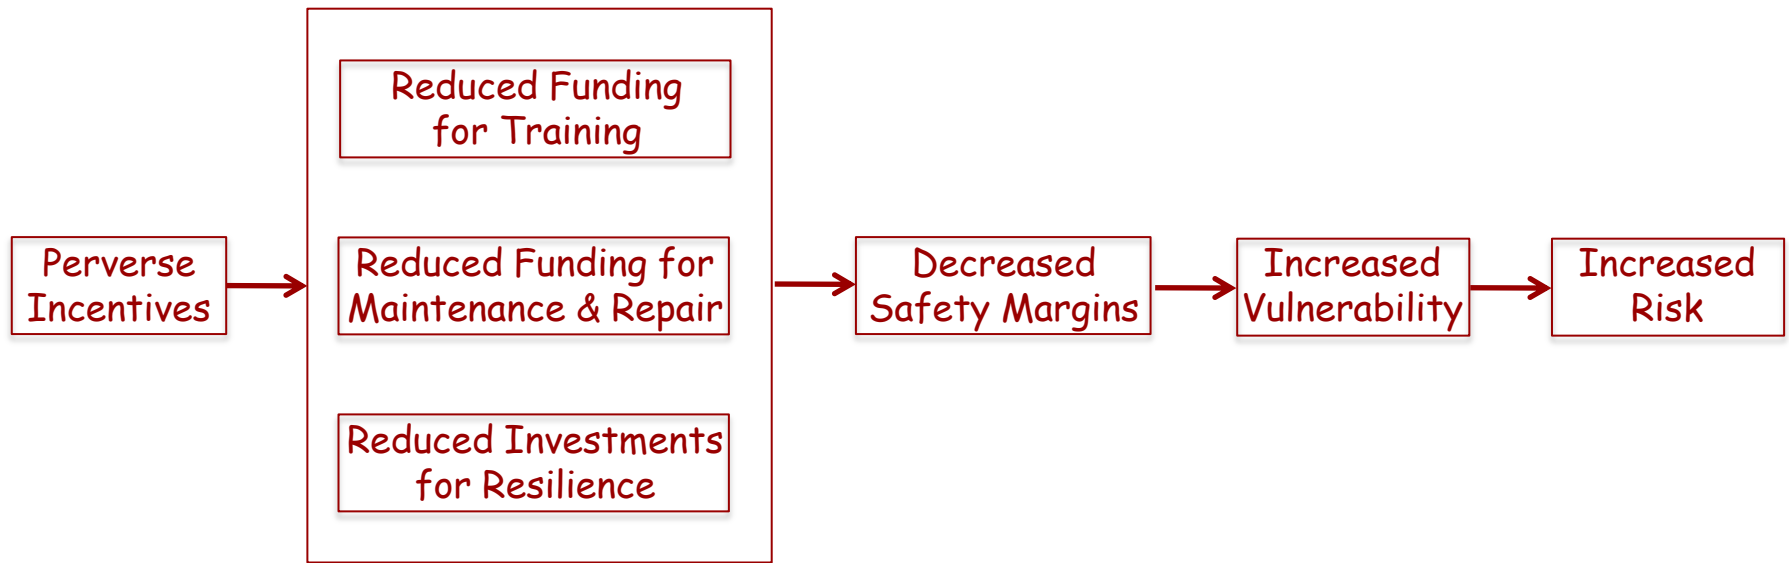 Perverse
Incentives
Reduced Funding
for Training
Reduced Funding for
Maintenance & Repair
Reduced Investments
for Resilience
Decreased
Safety Margins
Increased
Vulnerability
Increased
Risk